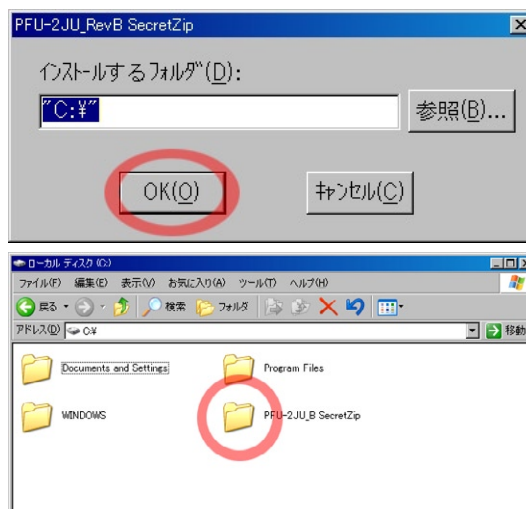 PFU-2JU_RevB SecretZip
インストールするフォルダ(D):
"C:¥"
参照(B)...
OK(O)
キャンセル(C)
ローカル ディスク (C:)
ファイル(F) 編集(E) 表示(V) お気に入り(A) ツール(T) ヘルプ(H)
戻る 検索 フォルダ
アドレス(D) C:¥ 移動
Documents and Settings Program Files
WINDOWS PFU-2JU_B SecretZip